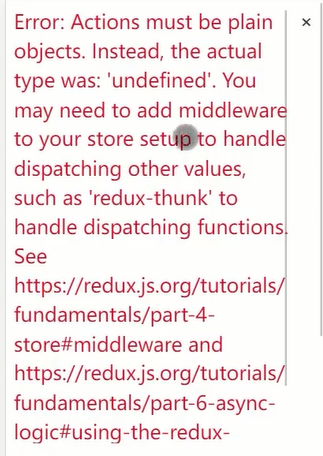 Error: Actions must be plain
objects. Instead, the actual
type was: 'undefined'. You
may need to add middleware
to your store setup to handle
dispatching other values,
such as 'redux-thunk' to
handle dispatching functions.
See
https://redux.js.org/tutorials/
fundamentals/part-4-
store#middleware and
https://redux.js.org/tutorials/
fundamentals/part-6-async-
logic#using-the-redux-